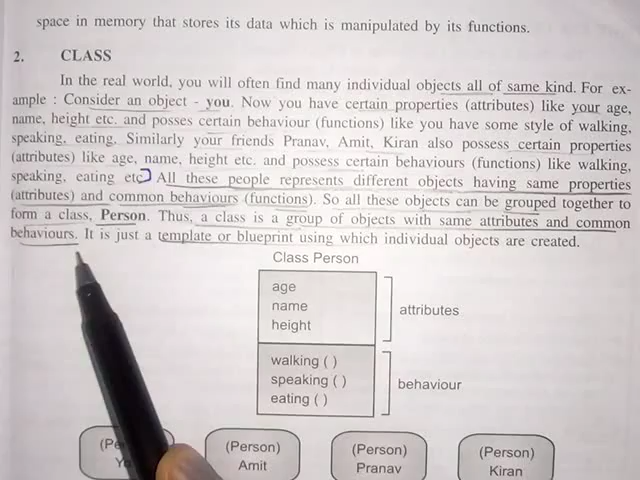 space in memory that stores its data which is manipulated by its functions.
2. CLASS
In the real world, you will often find many individual objects all of same kind. For ex-
ample : Consider an object - you. Now you have certain properties (attributes) like your age,
name, height etc. and posses certain behaviour (functions) like you have some style of walking,
speaking, eating. Similarly your friends Pranav, Amit, Kiran also possess certain properties
(attributes) like age, name, height etc. and possess certain behaviours (functions) like walking,
speaking, eating etc. All these people represents different objects having same properties
(attributes) and common behaviours (functions). So all these objects can be grouped together to
form a class, Person. Thus, a class is a group of objects with same attributes and common
behaviours. It is just a template or blueprint using which individual objects are created.
Class Person
age
name
height
attributes
walking ( )
speaking ( )
eating ( )
behaviour
(Person)
Amit
(Person)
Pranav
(Person)
Kiran